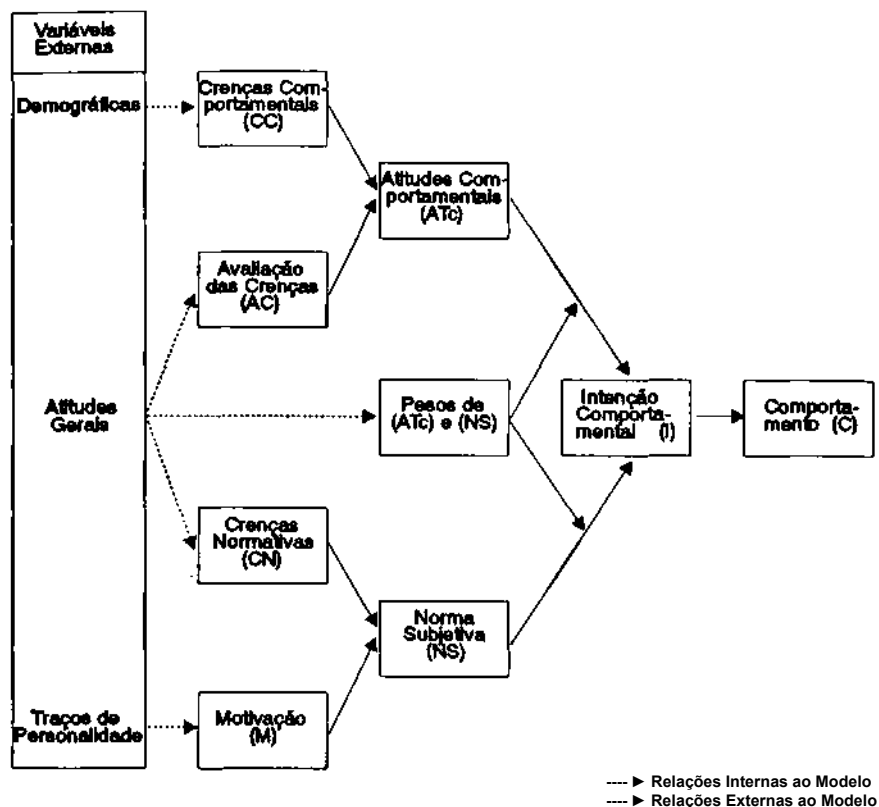 Variáveis
Externas
Demográficas
Crenças Com-
portamentais
(CC)
Atitudes Com-
portamentais
(ATc)
Avaliação
das Crenças
(AC)
Atitudes
Gerais
Pesos de
(ATc) e (NS)
Intenção
Comporta-
mental (I)
Comporta-
mento (C)
Crenças
Normativas
(CN)
Norma
Subjetiva
(NS)
Traços de
Personalidade
Motivação
(M)
---- ► Relações Internas ao Modelo
---- ► Relações Externas ao Modelo